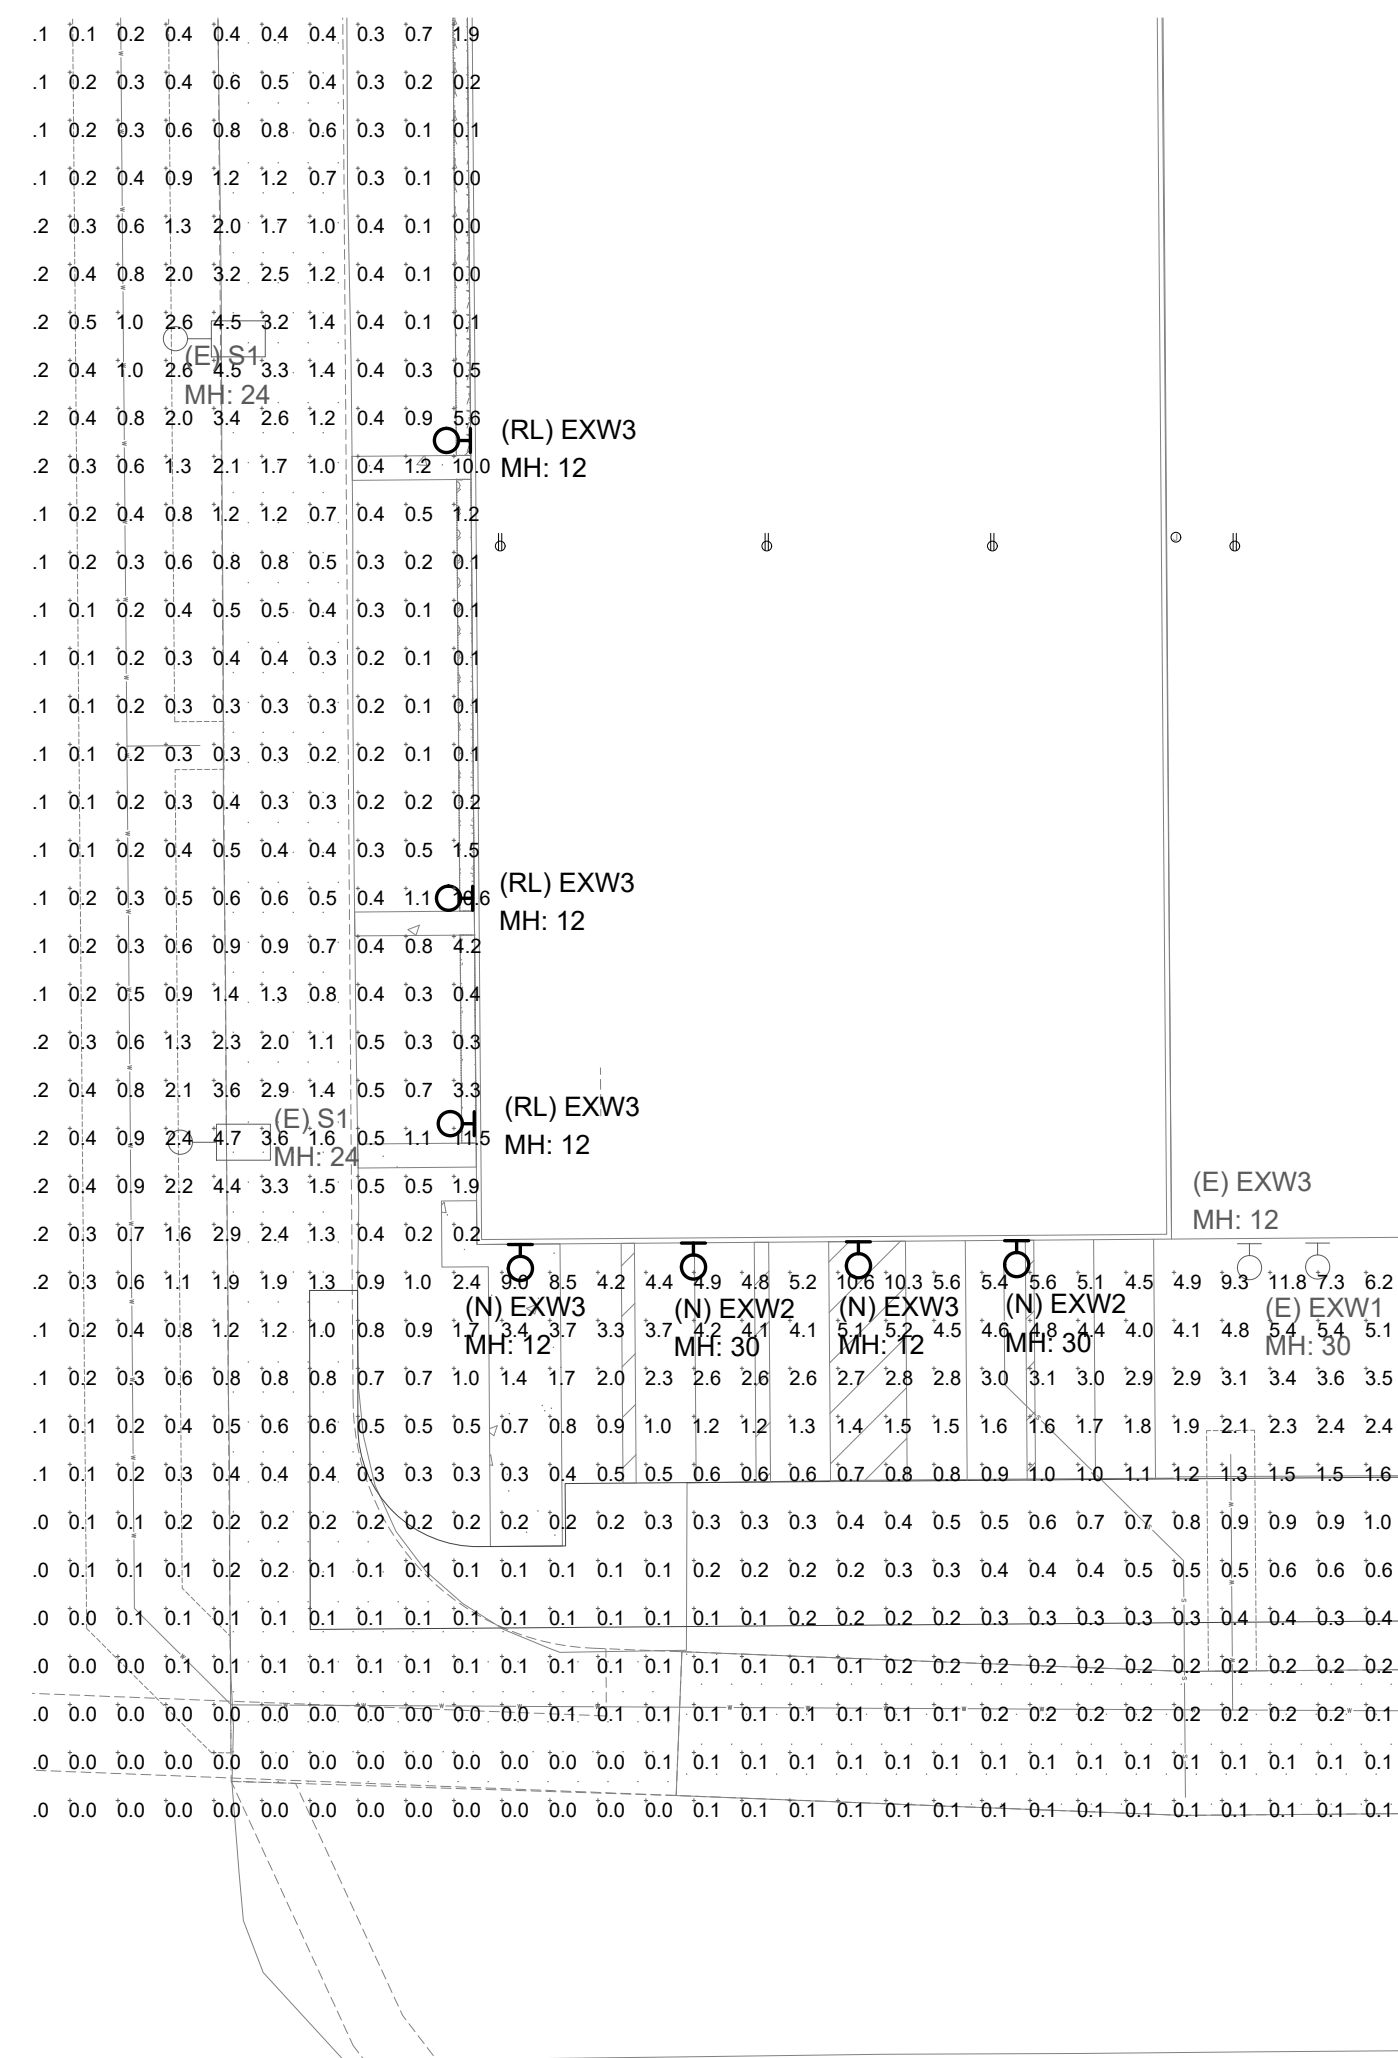 .1 0.1 0.2 0.4 0.4 0.4 0.4 0.3 0.7 1.9
.1 0.2 0.3 0.4 0.6 0.5 0.4 0.3 0.2 0.2
.1 0.2 0.3 0.6 0.8 0.8 0.6 0.3 0.1 0.1
.1 0.2 0.4 0.9 1.2 1.2 0.7 0.3 0.1 0.0
.2 0.3 0.6 1.3 2.0 1.7 1.0 0.4 0.1 0.0
.2 0.4 0.8 2.0 3.2 2.5 1.2 0.4 0.1 0.0
.2 0.5 1.0 2.6 4.5 3.2 1.4 0.4 0.1 0.1
(E) S1
.2 0.4 1.0 2.6 4.5 3.3 1.4 0.4 0.3 0.5
MH: 24
.2 0.4 0.8 2.0 3.4 2.6 1.2 0.4 0.9 5.6
(RL) EXW3
.2 0.3 0.6 1.3 2.1 1.7 1.0 0.4 1.2 10.0 MH: 12
.1 0.2 0.4 0.8 1.2 1.2 0.7 0.4 0.5 1.2
.1 0.2 0.3 0.6 0.8 0.8 0.5 0.3 0.2 0.1
.1 0.1 0.2 0.4 0.5 0.5 0.4 0.3 0.1 0.1
.1 0.1 0.2 0.3 0.4 0.4 0.3 0.2 0.1 0.1
.1 0.1 0.2 0.3 0.3 0.3 0.3 0.2 0.1 0.1
.1 0.1 0.2 0.3 0.3 0.3 0.2 0.2 0.1 0.1
.1 0.1 0.2 0.3 0.4 0.3 0.3 0.2 0.2 0.2
.1 0.1 0.2 0.4 0.5 0.4 0.4 0.3 0.5 1.5
(RL) EXW3
.1 0.2 0.3 0.5 0.6 0.6 0.5 0.4 1.1
MH: 12
.1 0.2 0.3 0.6 0.9 0.9 0.7 0.4 0.8 4.2
.1 0.2 0.5 0.9 1.4 1.3 0.8 0.4 0.3 0.4
.2 0.3 0.6 1.3 2.3 2.0 1.1 0.5 0.3 0.3
.2 0.4 0.8 2.1 3.6 2.9 1.4 0.5 0.7 3.3
(RL) EXW3
(E) S1
.2 0.4 0.9 2.4 4.7 3.6 1.6 0.5 1.1 11.5 MH: 12
MH: 24
.2 0.4 0.9 2.2 4.4 3.3 1.5 0.5 0.5 1.9
(E) EXW3
MH: 12
.2 0.3 0.7 1.6 2.9 2.4 1.3 0.4 0.2 0.2
.2 0.3 0.6 1.1 1.9 1.9 1.3 0.9 1.0 2.4 9.0 8.5 4.2 4.4 4.9 4.8 5.2 10.6 10.3 5.6 5.4 5.6 5.1 4.5 4.9 9.3 11.8 7.3 6.2
(N) EXW3 (N) EXW2 (N) EXW3 (N) EXW2 (E) EXW1
.1 0.2 0.4 0.8 1.2 1.2 1.0 0.8 0.9 1.7 3.4 3.7 3.3 3.7 4.2 4.1 4.1 5.1 5.2 4.5 4.6 4.8 4.4 4.0 4.1 4.8 5.4 5.4 5.1
MH: 12 MH: 30 MH: 12 MH: 30 MH: 30
.1 0.2 0.3 0.6 0.8 0.8 0.8 0.7 0.7 1.0 1.4 1.7 2.0 2.3 2.6 2.6 2.6 2.7 2.8 2.8 3.0 3.1 3.0 2.9 2.9 3.1 3.4 3.6 3.5
.1 0.1 0.2 0.4 0.5 0.6 0.6 0.5 0.5 0.5 0.7 0.8 0.9 1.0 1.2 1.2 1.3 1.4 1.5 1.5 1.6 1.6 1.7 1.8 1.9 2.1 2.3 2.4 2.4
.1 0.1 0.2 0.3 0.4 0.4 0.4 0.3 0.3 0.3 0.3 0.4 0.5 0.5 0.6 0.6 0.6 0.7 0.8 0.8 0.9 1.0 1.0 1.1 1.2 1.3 1.5 1.5 1.6
.0 0.1 0.1 0.2 0.2 0.2 0.2 0.2 0.2 0.2 0.2 0.2 0.2 0.3 0.3 0.3 0.3 0.4 0.4 0.5 0.5 0.6 0.7 0.7 0.8 0.9 0.9 0.9 1.0
.0 0.1 0.1 0.1 0.2 0.2 0.1 0.1 0.1 0.1 0.1 0.1 0.1 0.1 0.2 0.2 0.2 0.2 0.3 0.3 0.4 0.4 0.4 0.5 0.5 0.5 0.6 0.6 0.6
.0 0.0 0.1 0.1 0.1 0.1 0.1 0.1 0.1 0.1 0.1 0.1 0.1 0.1 0.1 0.1 0.2 0.2 0.2 0.2 0.3 0.3 0.3 0.3 0.3 0.4 0.4 0.3 0.4
.0 0.0 0.0 0.1 0.1 0.1 0.1 0.1 0.1 0.1 0.1 0.1 0.1 0.1 0.1 0.1 0.1 0.1 0.2 0.2 0.2 0.2 0.2 0.2 0.2 0.2 0.2 0.2 0.2
.0 0.0 0.0 0.0 0.0 0.0 0.0 0.0 0.0 0.0 0.0 0.1 0.1 0.1 0.1 0.1 0.1 0.1 0.1 0.1 0.2 0.2 0.2 0.2 0.2 0.2 0.2 0.2 0.1
.0 0.0 0.0 0.0 0.0 0.0 0.0 0.0 0.0 0.0 0.0 0.0 0.0 0.1 0.1 0.1 0.1 0.1 0.1 0.1 0.1 0.1 0.1 0.1 0.1 0.1 0.1 0.1 0.1
.0 0.0 0.0 0.0 0.0 0.0 0.0 0.0 0.0 0.0 0.0 0.0 0.0 0.0 0.1 0.1 0.1 0.1 0.1 0.1 0.1 0.1 0.1 0.1 0.1 0.1 0.1 0.1 0.1